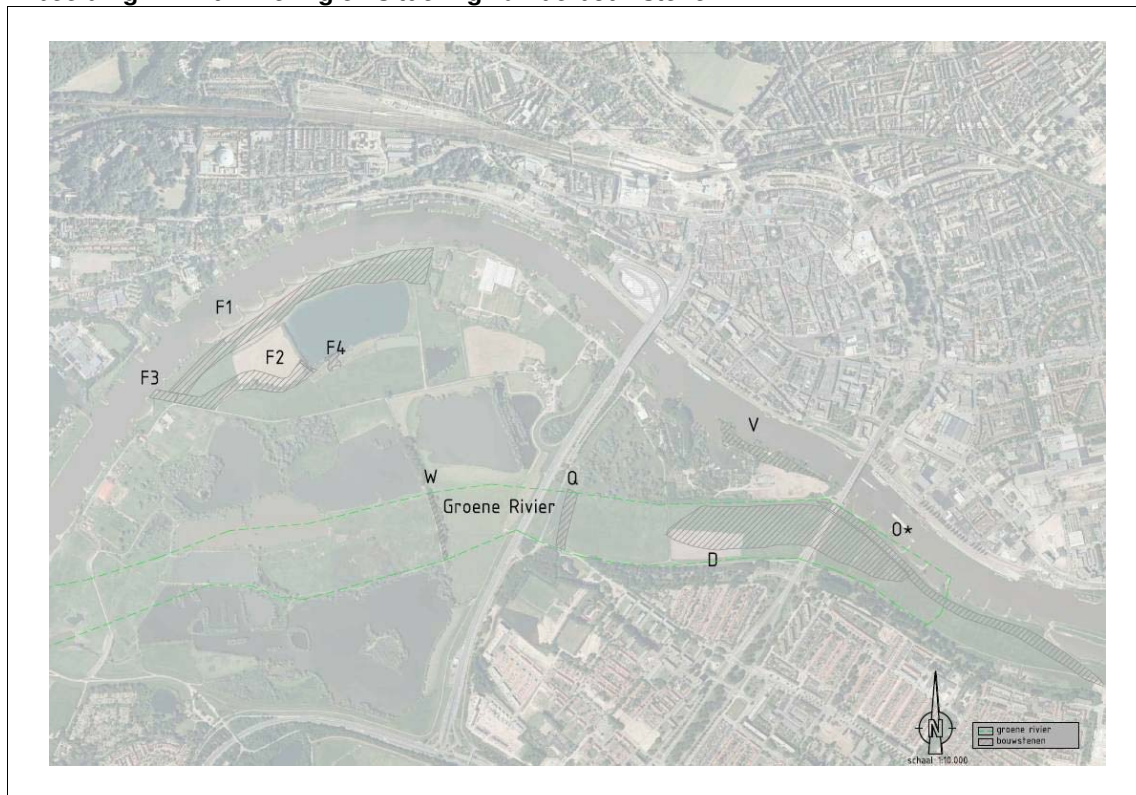 F1
F2
F4
F3
V
W
Q
Groene Rivier
O*
D
N
groene rivier
bouwstenen
schaal 1:10.000